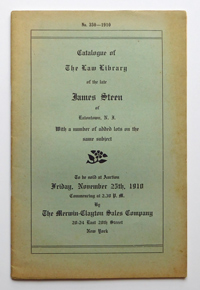 No. 356—1910
Catalogue of
The Law Library
of the late
James Steen
of
Eatontown, N. J.
With a number of added lots on the
same subject
To be sold at Auction
Friday, November 25th, 1910
Commencing at 2.30 P. M.
By
The Merwin-Clayton Sales Company
20-24 East 20th Street
New York